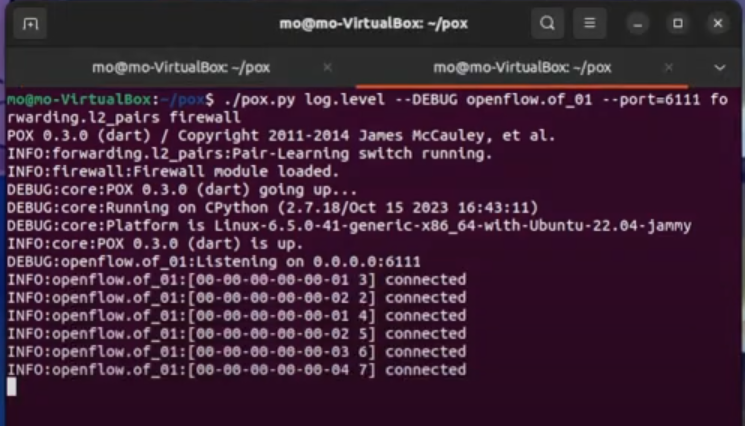 mo@mo-VirtualBox: ~/pox
mo@mo-VirtualBox: ~/pox
mo@mo-VirtualBox: ~/pox
mo@mo-VirtualBox:~/pox$ ./pox.py log.level --DEBUG openflow.of_01 --port=6111 fo
rwarding.l2_pairs firewall
POX 0.3.0 (dart) / Copyright 2011-2014 James McCauley, et al.
INFO:forwarding.l2_pairs:Pair-Learning switch running.
INFO:firewall:Firewall module loaded.
DEBUG:core:POX 0.3.0 (dart) going up...
DEBUG:core:Running on CPython (2.7.18/Oct 15 2023 16:43:11)
DEBUG:core:Platform is Linux-6.5.0-41-generic-x86_64-with-Ubuntu-22.04-jammy
INFO:core:POX 0.3.0 (dart) is up.
DEBUG:openflow.of_01:Listening on 0.0.0.0:6111
INFO:openflow.of_01:[00-00-00-00-00-01 3] connected
INFO:openflow.of_01:[00-00-00-00-00-02 2] connected
INFO:openflow.of_01:[00-00-00-00-00-01 4] connected
INFO:openflow.of_01:[00-00-00-00-00-02 5] connected
INFO:openflow.of_01:[00-00-00-00-00-03 6] connected
INFO:openflow.of_01:[00-00-00-00-00-04 7] connected